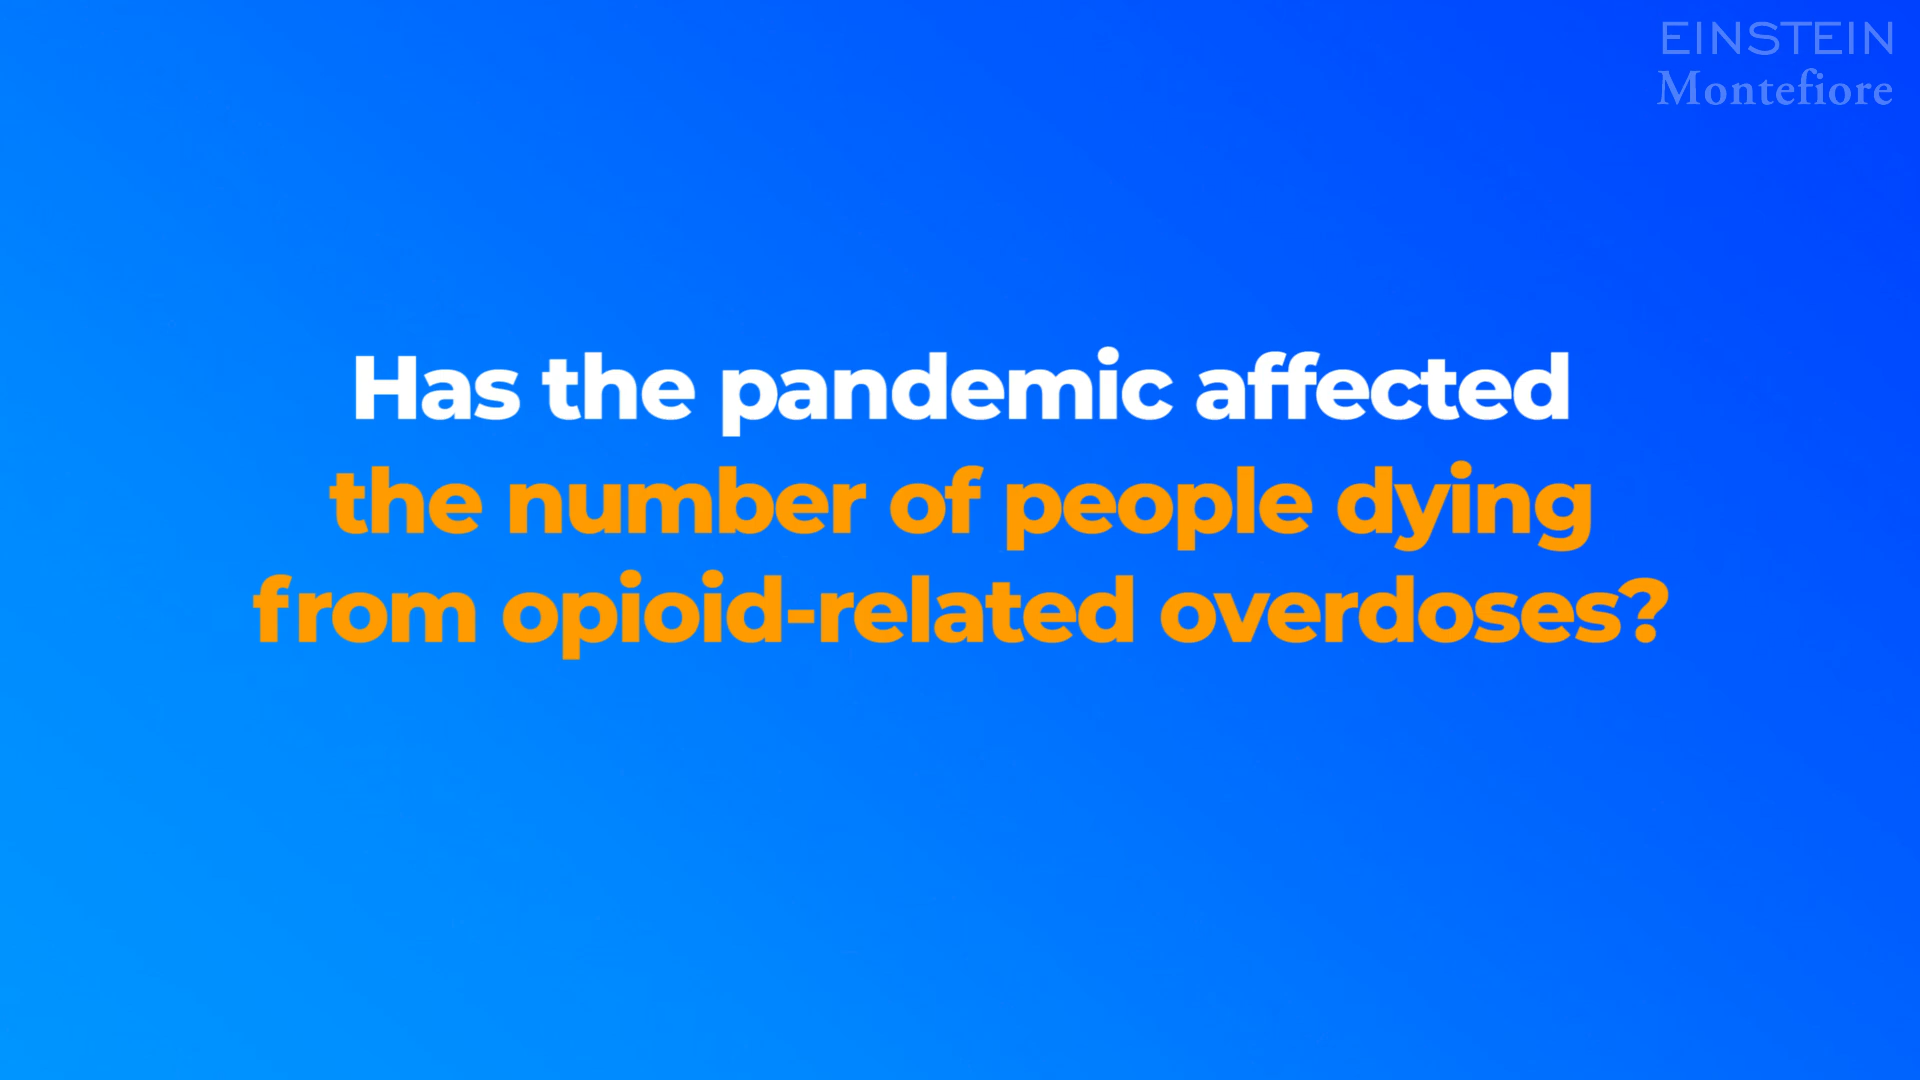 EINSTEIN
Montefiore
Has the pandemic affected
the number of people dying
from opioid-related overdoses?